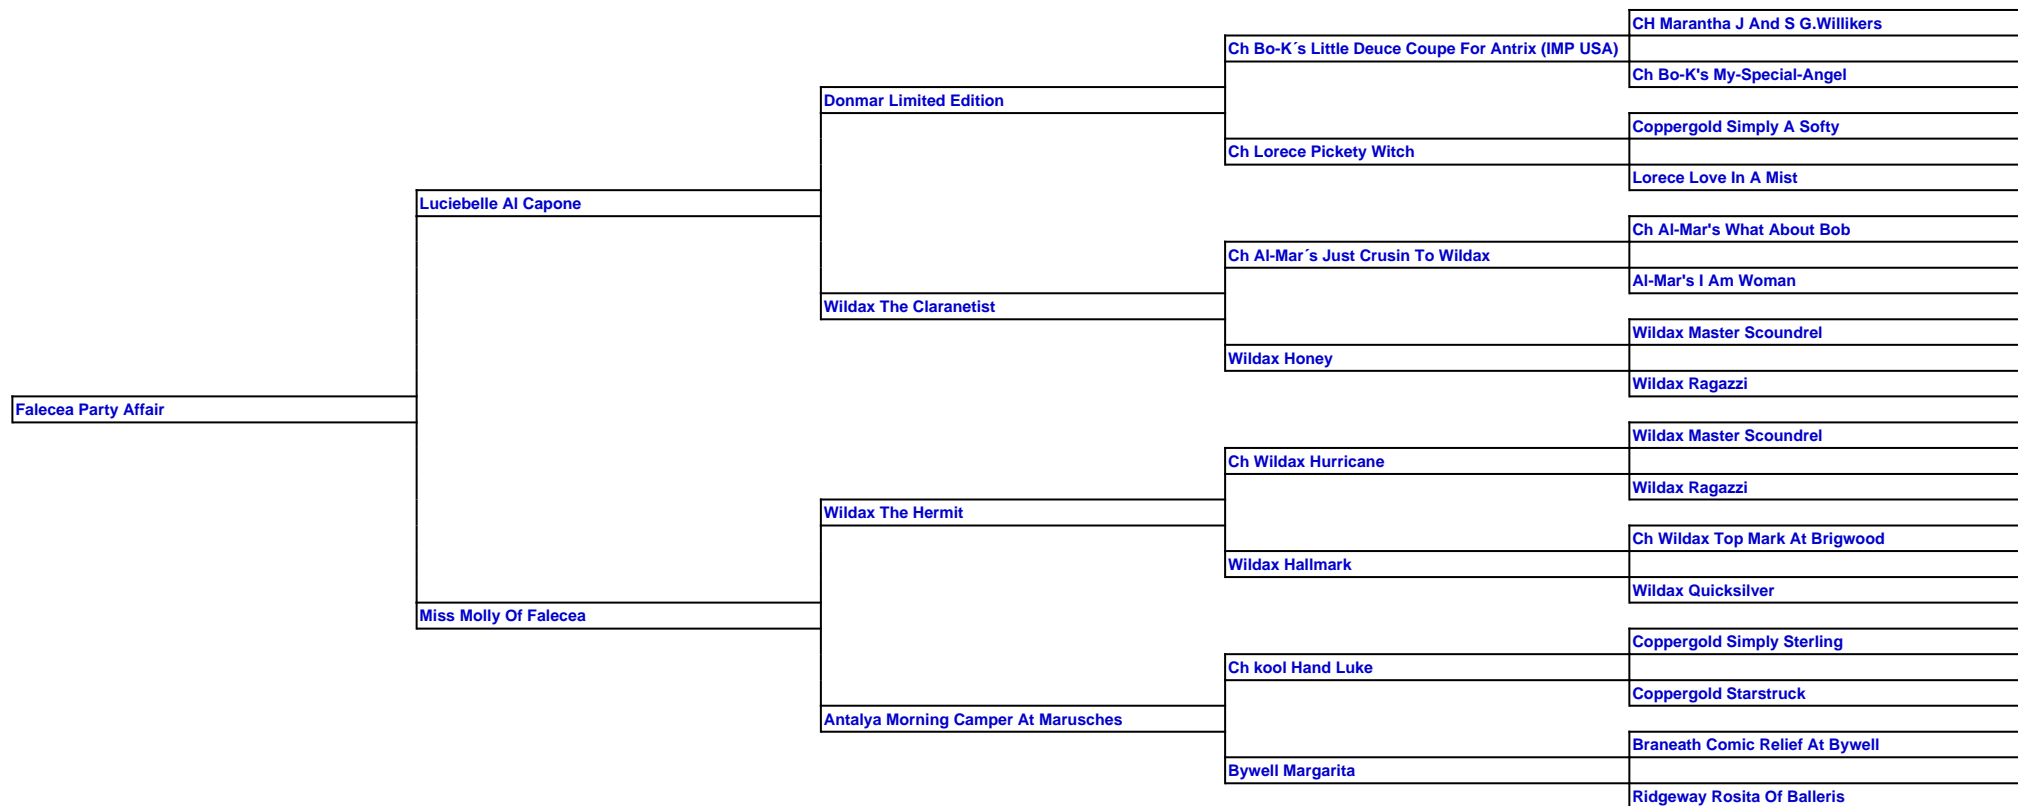 CH Marantha J And S G.Willikers
Ch Bo-K´s Little Deuce Coupe For Antrix (IMP USA)
Ch Bo-K's My-Special-Angel
Donmar Limited Edition
Coppergold Simply A Softy
Ch Lorece Pickety Witch
Lorece Love In A Mist
Luciebelle Al Capone
Ch Al-Mar's What About Bob
Ch Al-Mar´s Just Crusin To Wildax
Al-Mar's I Am Woman
Wildax The Claranetist
Wildax Master Scoundrel
Wildax Honey
Wildax Ragazzi
Falecea Party Affair
Wildax Master Scoundrel
Ch Wildax Hurricane
Wildax Ragazzi
Wildax The Hermit
Ch Wildax Top Mark At Brigwood
Wildax Hallmark
Wildax Quicksilver
Miss Molly Of Falecea
Coppergold Simply Sterling
Ch kool Hand Luke
Coppergold Starstruck
Antalya Morning Camper At Marusches
Braneath Comic Relief At Bywell
Bywell Margarita
Ridgeway Rosita Of Balleris